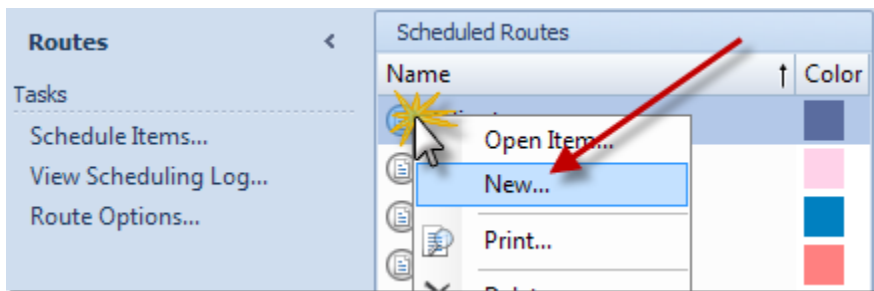 Routes
Tasks
Schedule Items...
View Scheduling Log...
Route Options...
Scheduled Routes
Name
Color
Open Item...
New...
Print...